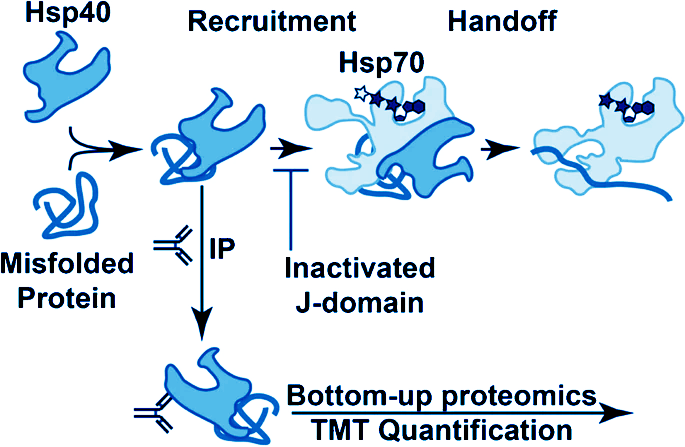 Hsp40
Recruitment
Handoff
Hsp70
Misfolded
Protein
IP
Inactivated
J-domain
Bottom-up proteomics
TMT Quantification